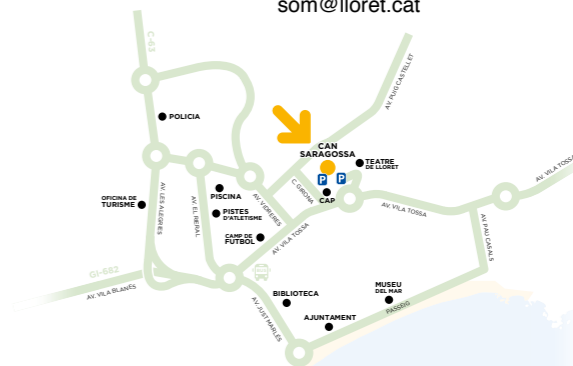 som@lloret.cat
C-63
AV. PUIG CASTELLET
POLICIA
CAN
SARAGOSSA
TEATRE
DE LLORET
P
P
AV. VILA TOSSA
C. GIRONA
CAP
OFICINA DE
TURISME
AV. LES ALEGRIES
AV. EL RIERAL
PISCINA
PISTES
D'ATLETISME
AV. VIDRERES
CAMP DE
FUTBOL
AV. VILA TOSSA
AV. VILA TOSSA
AV. PAU CASALS
GI-682
AV. VILA BLANÈS
BIBLIOTECA
MUSEU
DEL MAR
AV. JUST MARLÈS
AJUNTAMENT
PASSEIG